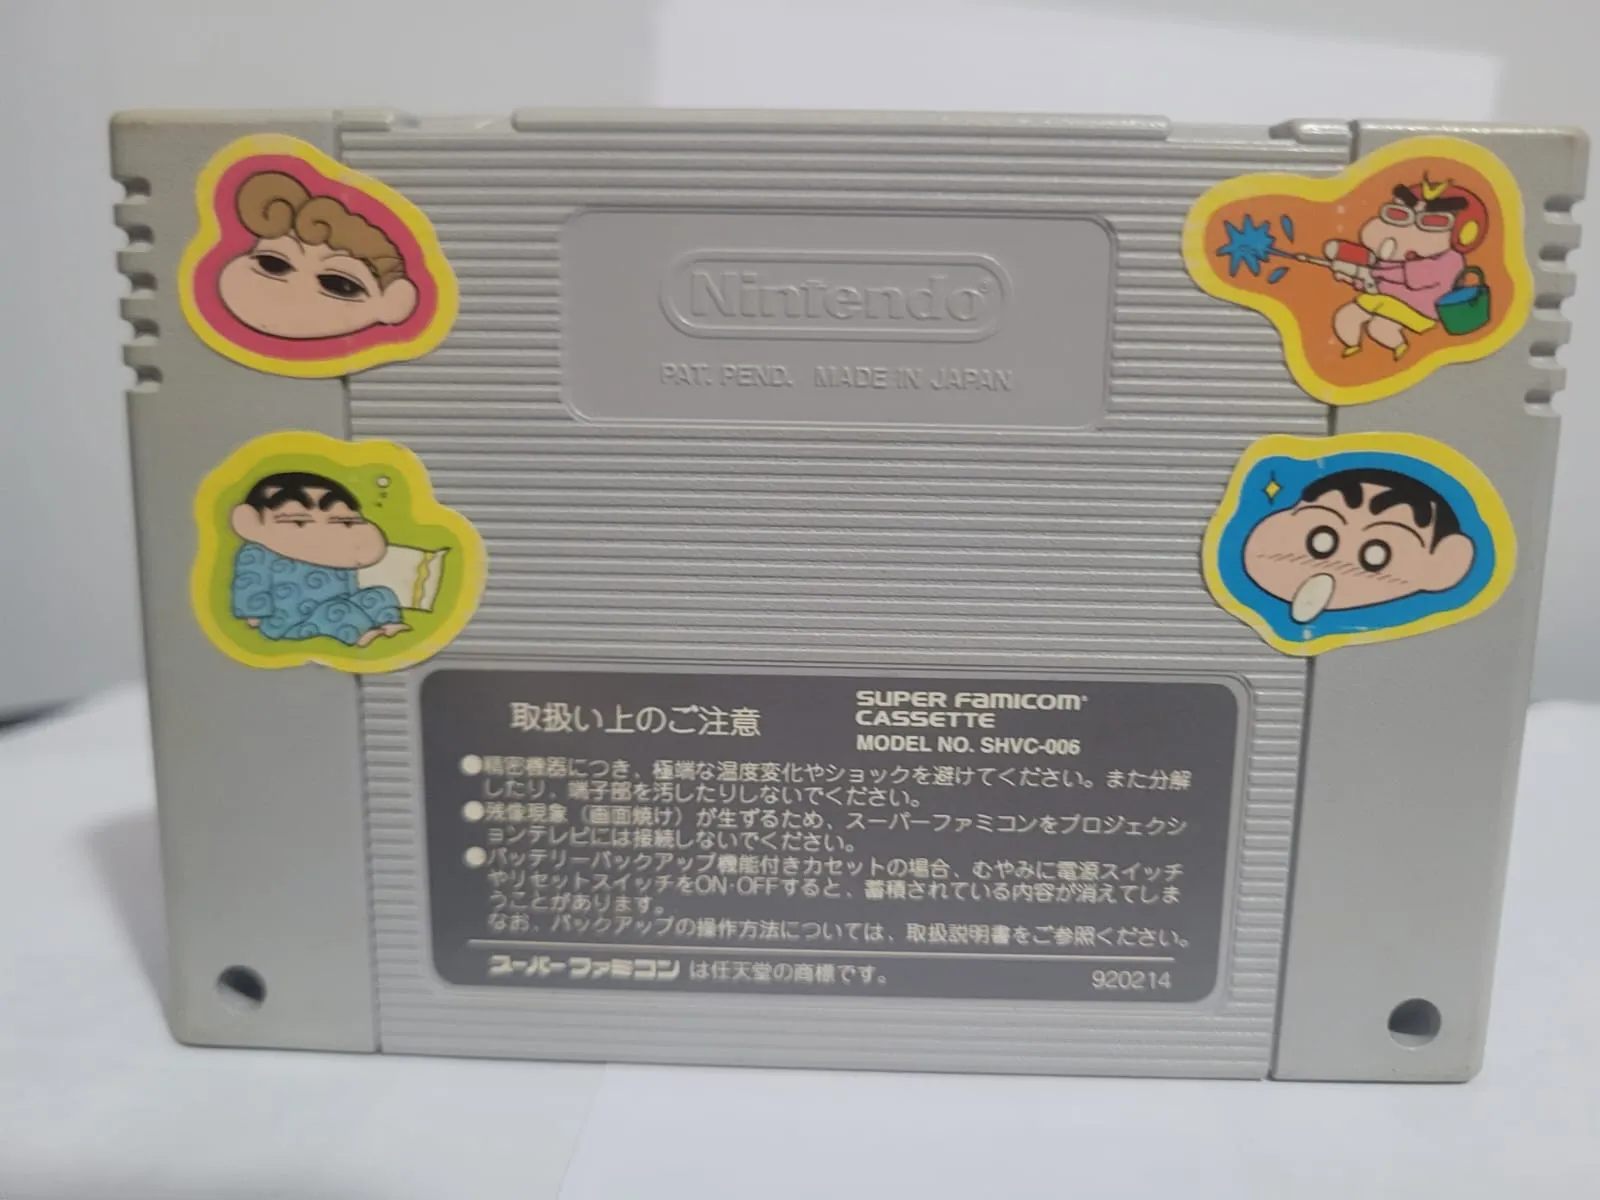 Nintendo®
PAT. PEND. MADE IN JAPAN
取扱い上のご注意
SUPER FAMICOM®
CASSETTE
MODEL NO. SHVC-006
●精密機器につき、極端な温度変化やショックを避けてください。また分解
したり、端子部を汚したりしないでください。
●残像現象（画面焼け）が生ずるため、スーパーファミコンをプロジェクシ
ョンテレビには接続しないでください。
●バッテリーバックアップ機能付きカセットの場合、むやみに電源スイッチ
やリセットスイッチをON·OFFすると、蓄積されている内容が消えてしま
うことがあります。
なお、バックアップの操作方法については、取扱説明書をご参照ください。
スーパーファミコン は任天堂の商標です。
920214